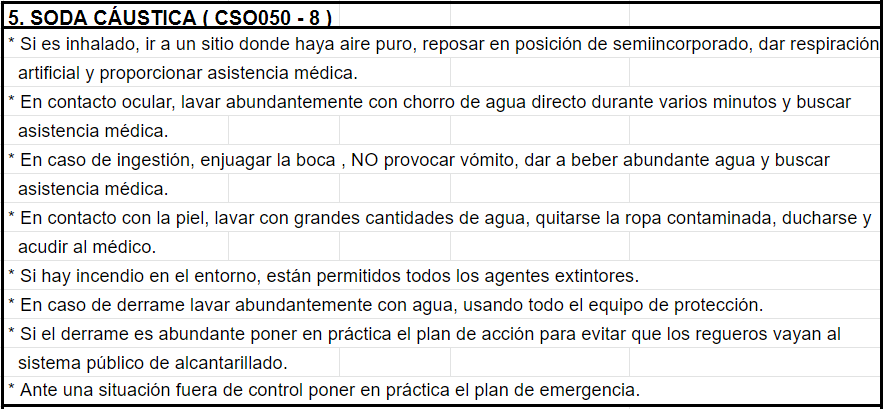 5. SODA CÁUSTICA ( CSO050 - 8 )
* Si es inhalado, ir a un sitio donde haya aire puro, reposar en posición de semiincorporado, dar respiración
artificial y proporcionar asistencia médica.
* En contacto ocular, lavar abundantemente con chorro de agua directo durante varios minutos y buscar
asistencia médica.
* En caso de ingestión, enjuagar la boca , NO provocar vómito, dar a beber abundante agua y buscar
asistencia médica.
* En contacto con la piel, lavar con grandes cantidades de agua, quitarse la ropa contaminada, ducharse y
acudir al médico.
* Si hay incendio en el entorno, están permitidos todos los agentes extintores.
* En caso de derrame lavar abundantemente con agua, usando todo el equipo de protección.
* Si el derrame es abundante poner en práctica el plan de acción para evitar que los regueros vayan al
sistema público de alcantarillado.
* Ante una situación fuera de control poner en práctica el plan de emergencia.